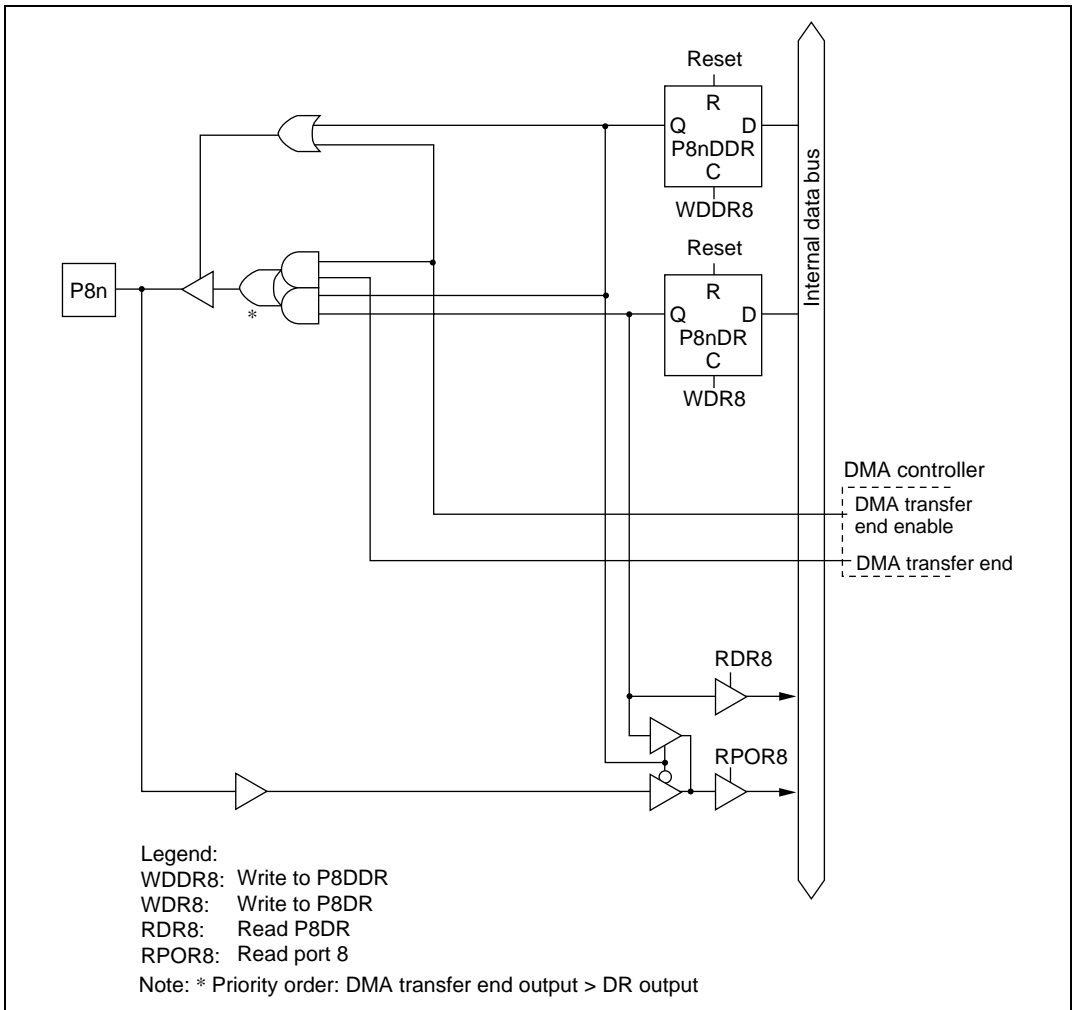 Reset
R
Q D
P8nDDR
C
WDDR8
Internal data bus
Reset
R
Q D
P8nDR
C
WDR8
P8n
*
DMA controller
DMA transfer
end enable
DMA transfer end
RDR8
RPOR8
Legend:
WDDR8: Write to P8DDR
WDR8: Write to P8DR
RDR8: Read P8DR
RPOR8: Read port 8
Note: * Priority order: DMA transfer end output > DR output